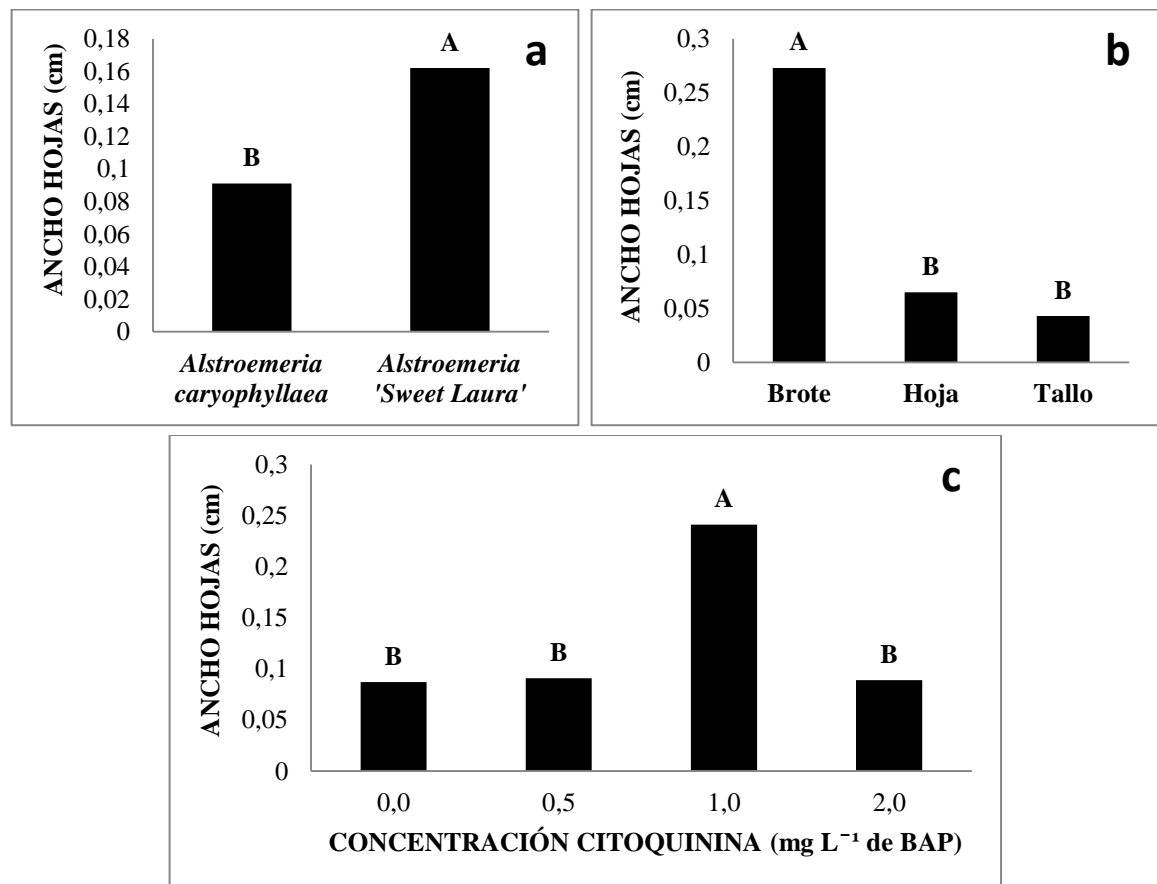 a
ANCHO HOJAS (cm)
0,18
0,16
0,14
0,12
0,1
0,08
0,06
0,04
0,02
0
B
A
Alstroemeria
caryophyllaea
Alstroemeria
'Sweet Laura'
b
ANCHO HOJAS (cm)
0,3
0,25
0,2
0,15
0,1
0,05
0
A
B
B
Brote
Hoja
Tallo
c
ANCHO HOJAS (cm)
0,3
0,25
0,2
0,15
0,1
0,05
0
B
B
A
B
0,0
0,5
1,0
2,0
CONCENTRACIÓN CITOQUININA (mg L⁻¹ de BAP)